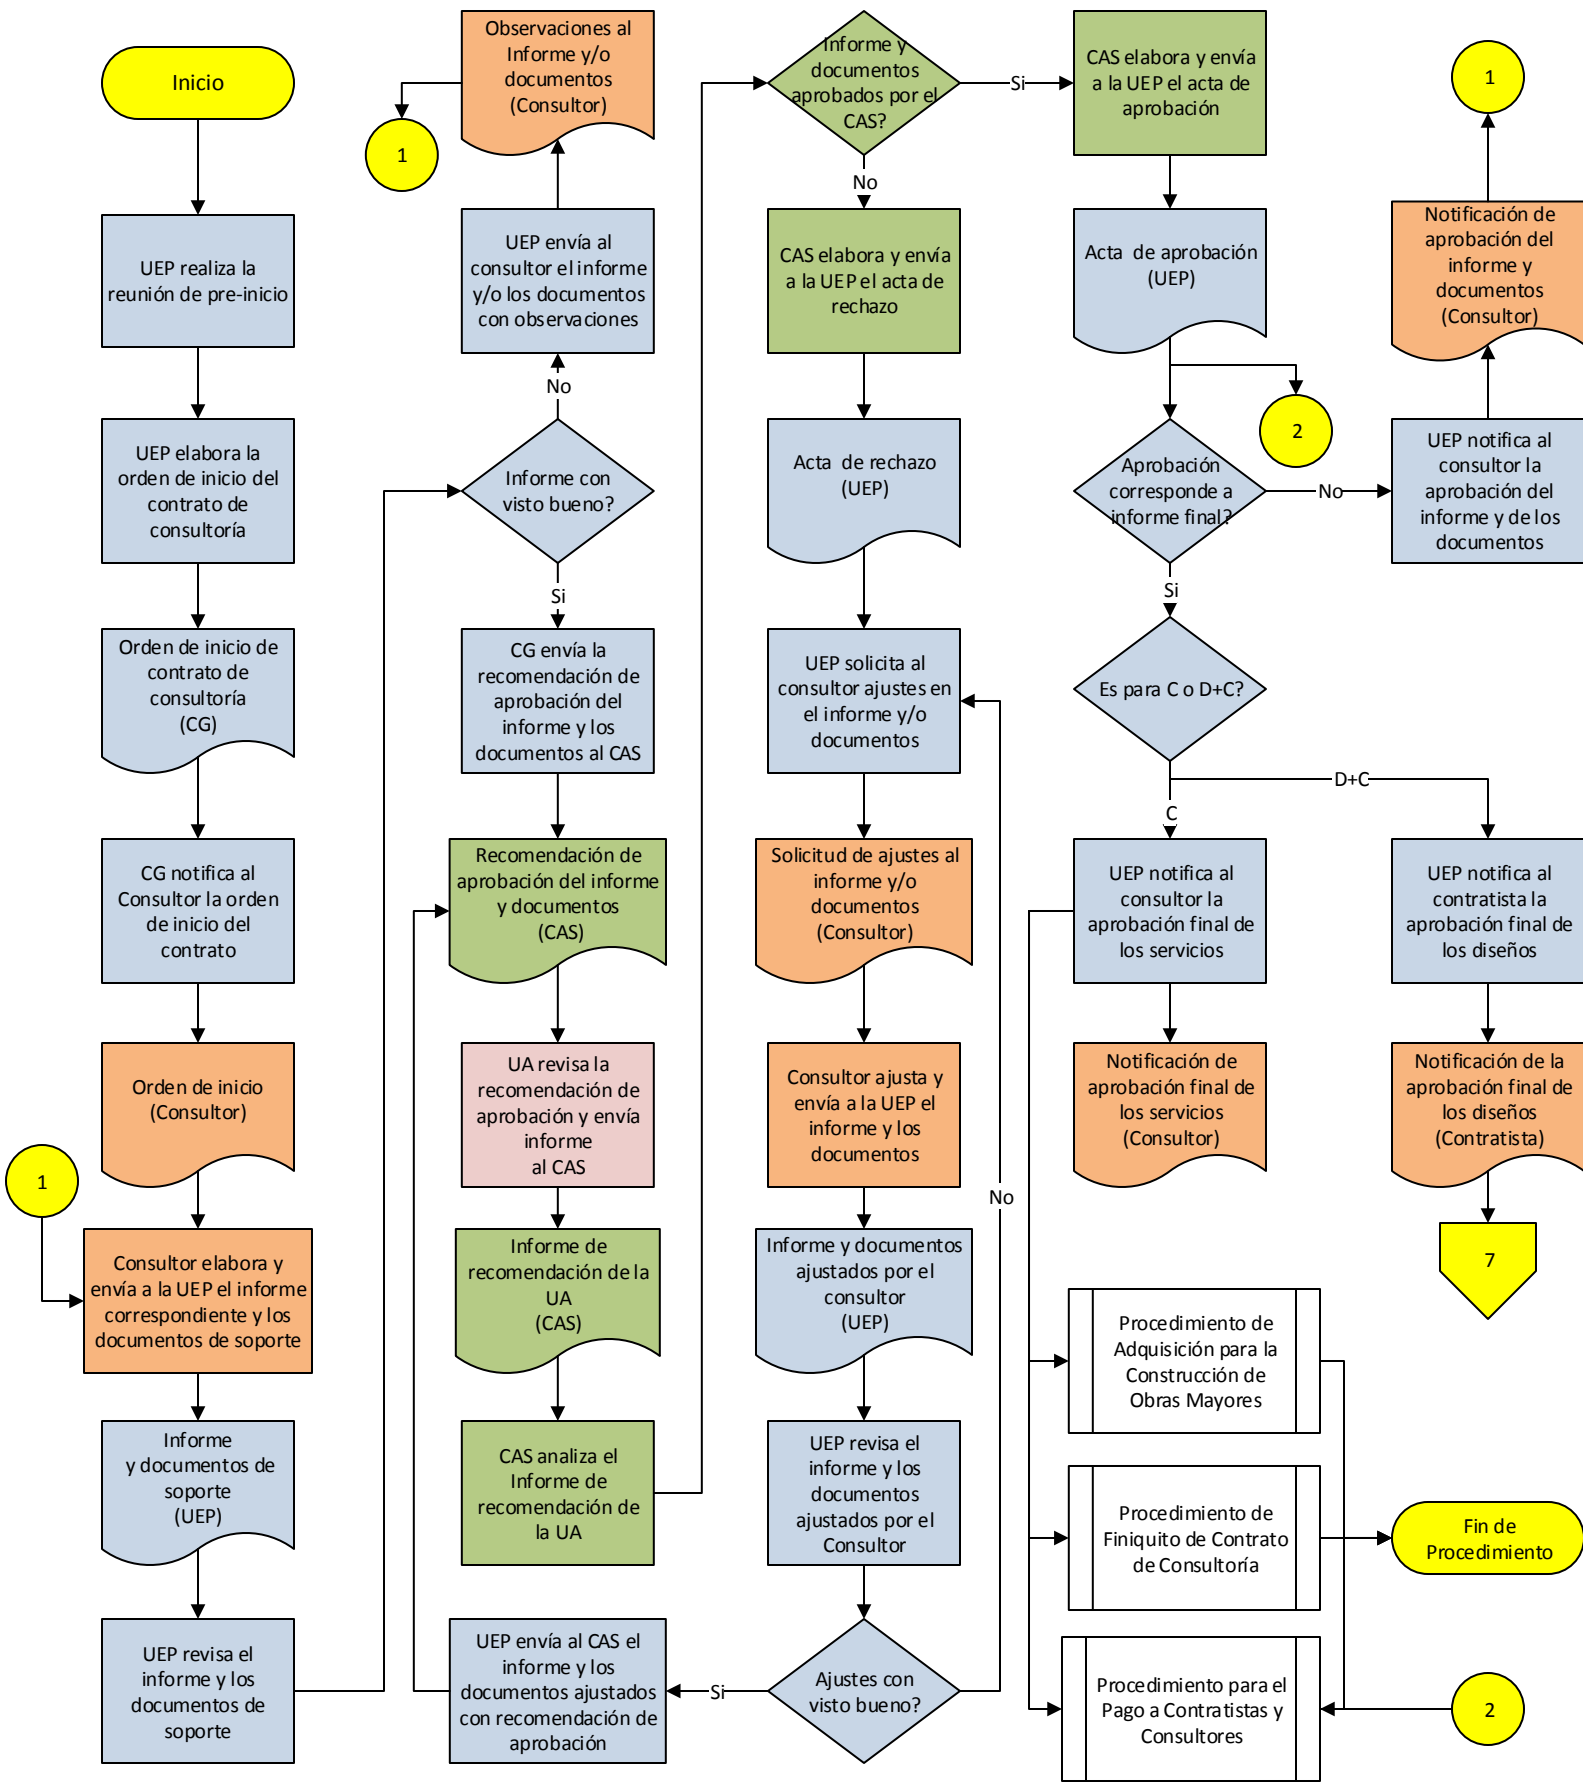 Inicio
UEP realiza la
reunión de pre-inicio
UEP elabora la
orden de inicio del
contrato de
consultoría
Orden de inicio de
contrato de
consultoría
(CG)
CG notifica al
Consultor la orden
de inicio del
contrato
Orden de inicio
(Consultor)
1
Consultor elabora y
envía a la UEP el informe
correspondiente y los
documentos de soporte
Informe
y documentos de
soporte
(UEP)
UEP revisa el
informe y los
documentos de
soporte
Observaciones al
Informe y/o
documentos
(Consultor)
1
UEP envía al
consultor el informe
y/o los documentos
con observaciones
No
Informe con
visto bueno?
Si
CG envía la
recomendación de
aprobación del
informe y los
documentos al CAS
Recomendación de
aprobación del informe
y documentos
(CAS)
UA revisa la
recomendación de
aprobación y envía
informe
al CAS
Informe de
recomendación de la
UA
(CAS)
CAS analiza el
Informe de
recomendación de
la UA
UEP envía al CAS el
informe y los
documentos ajustados
con recomendación de
aprobación
Informe y
documentos
aprobados por el
CAS?
Si
No
CAS elabora y envía
a la UEP el acta de
rechazo
Acta de rechazo
(UEP)
UEP solicita al
consultor ajustes en
el informe y/o
documentos
Solicitud de ajustes al
informe y/o
documentos
(Consultor)
Consultor ajusta y
envía a la UEP el
informe y los
documentos
Informe y documentos
ajustados por el
consultor
(UEP)
UEP revisa el
informe y los
documentos
ajustados por el
Consultor
Ajustes con
visto bueno?
Si
No
CAS elabora y envía
a la UEP el acta de
aprobación
Acta de aprobación
(UEP)
2
Aprobación
corresponde a
informe final?
No
Si
Es para C o D+C?
D+C
C
UEP notifica al
consultor la
aprobación final de
los servicios
Notificación de
aprobación final de
los servicios
(Consultor)
Procedimiento de
Adquisición para la
Construcción de
Obras Mayores
Procedimiento de
Finiquito de Contrato
de Consultoría
Procedimiento para el
Pago a Contratistas y
Consultores
1
Notificación de
aprobación del
informe y
documentos
(Consultor)
UEP notifica al
consultor la
aprobación del
informe y de los
documentos
UEP notifica al
contratista la
aprobación final de
los diseños
Notificación de la
aprobación final de
los diseños
(Contratista)
7
Fin de
Procedimiento
2